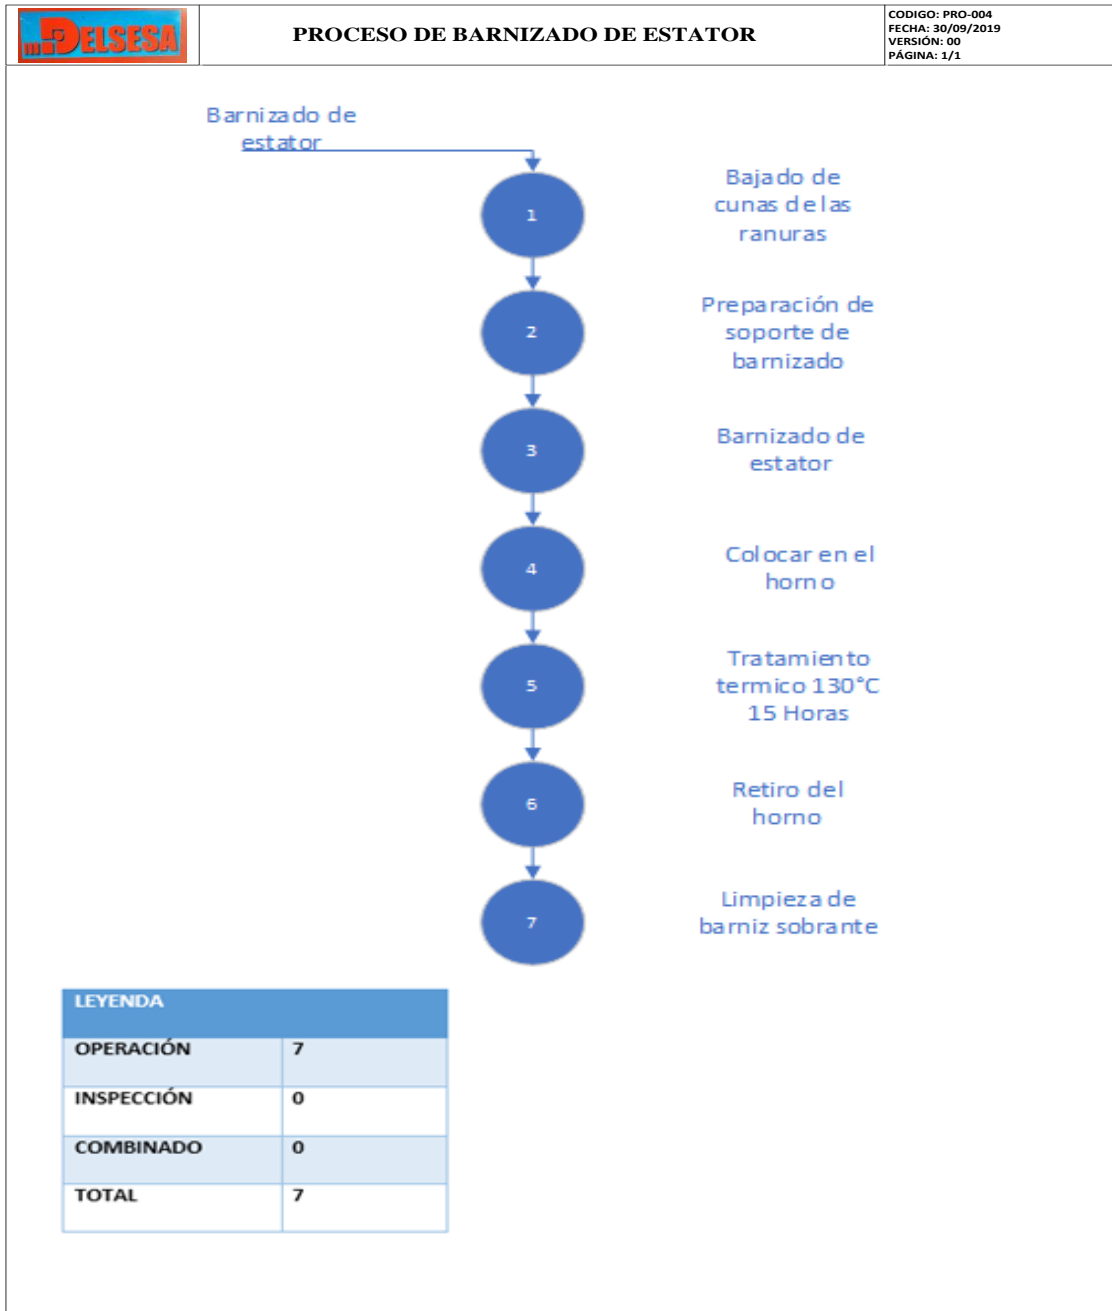 DELSESA
PROCESO DE BARNIZADO DE ESTATOR
CODIGO: PRO-004
FECHA: 30/09/2019
VERSIÓN: 00
PÁGINA: 1/1
Barnizado de
estator
1
Bajado de
cunas de las
ranuras
2
Preparación de
soporte de
barnizado
3
Barnizado de
estator
4
Colocar en el
horno
5
Tratamiento
termico 130°C
15 Horas
6
Retiro del
horno
7
Limpieza de
barniz sobrante
LEYENDA
OPERACIÓN 7
INSPECCIÓN 0
COMBINADO 0
TOTAL 7